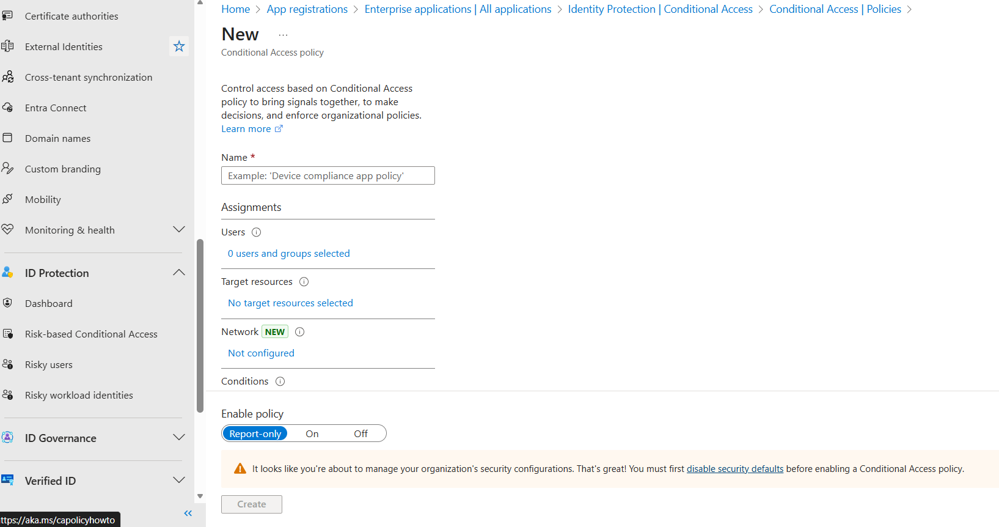 Certificate authorities
External Identities
Cross-tenant synchronization
Entra Connect
Domain names
Custom branding
Mobility
Monitoring & health
ID Protection
Dashboard
Risk-based Conditional Access
Risky users
Risky workload identities
ID Governance
Verified ID
ttps://aka.ms/capolicyhowto
Home > App registrations > Enterprise applications | All applications > Identity Protection | Conditional Access > Conditional Access | Policies >
New ...
Conditional Access policy
Control access based on Conditional Access
policy to bring signals together, to make
decisions, and enforce organizational policies.
Learn more
Name *
Example: 'Device compliance app policy'
Assignments
Users
0 users and groups selected
Target resources
No target resources selected
Network NEW
Not configured
Conditions
Enable policy
Report-only On Off
It looks like you're about to manage your organization's security configurations. That's great! You must first disable security defaults before enabling a Conditional Access policy.
Create